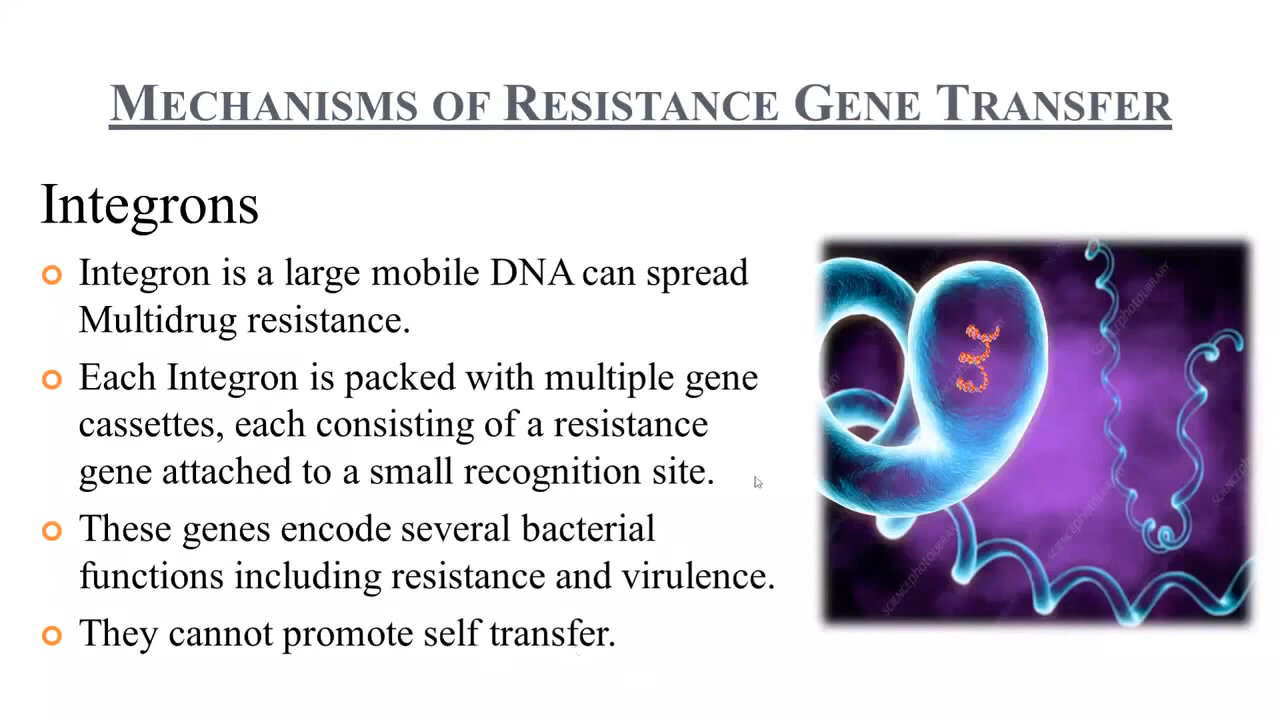 MECHANISMS OF RESISTANCE GENE TRANSFER
Integrons
Integron is a large mobile DNA can spread
Multidrug resistance.
Each Integron is packed with multiple gene
cassettes, each consisting of a resistance
gene attached to a small recognition site.
These genes encode several bacterial
functions including resistance and virulence.
They cannot promote self transfer.
SCIENCEphotoLIBRARY
SCIENCEphotoLIBRARY